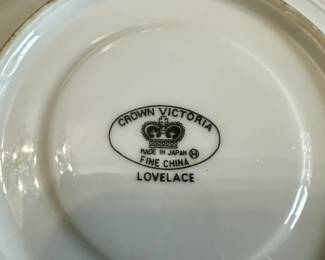 CROWN VICTORIA
MADE IN JAPAN N
FINE CHINA
LOVELACE